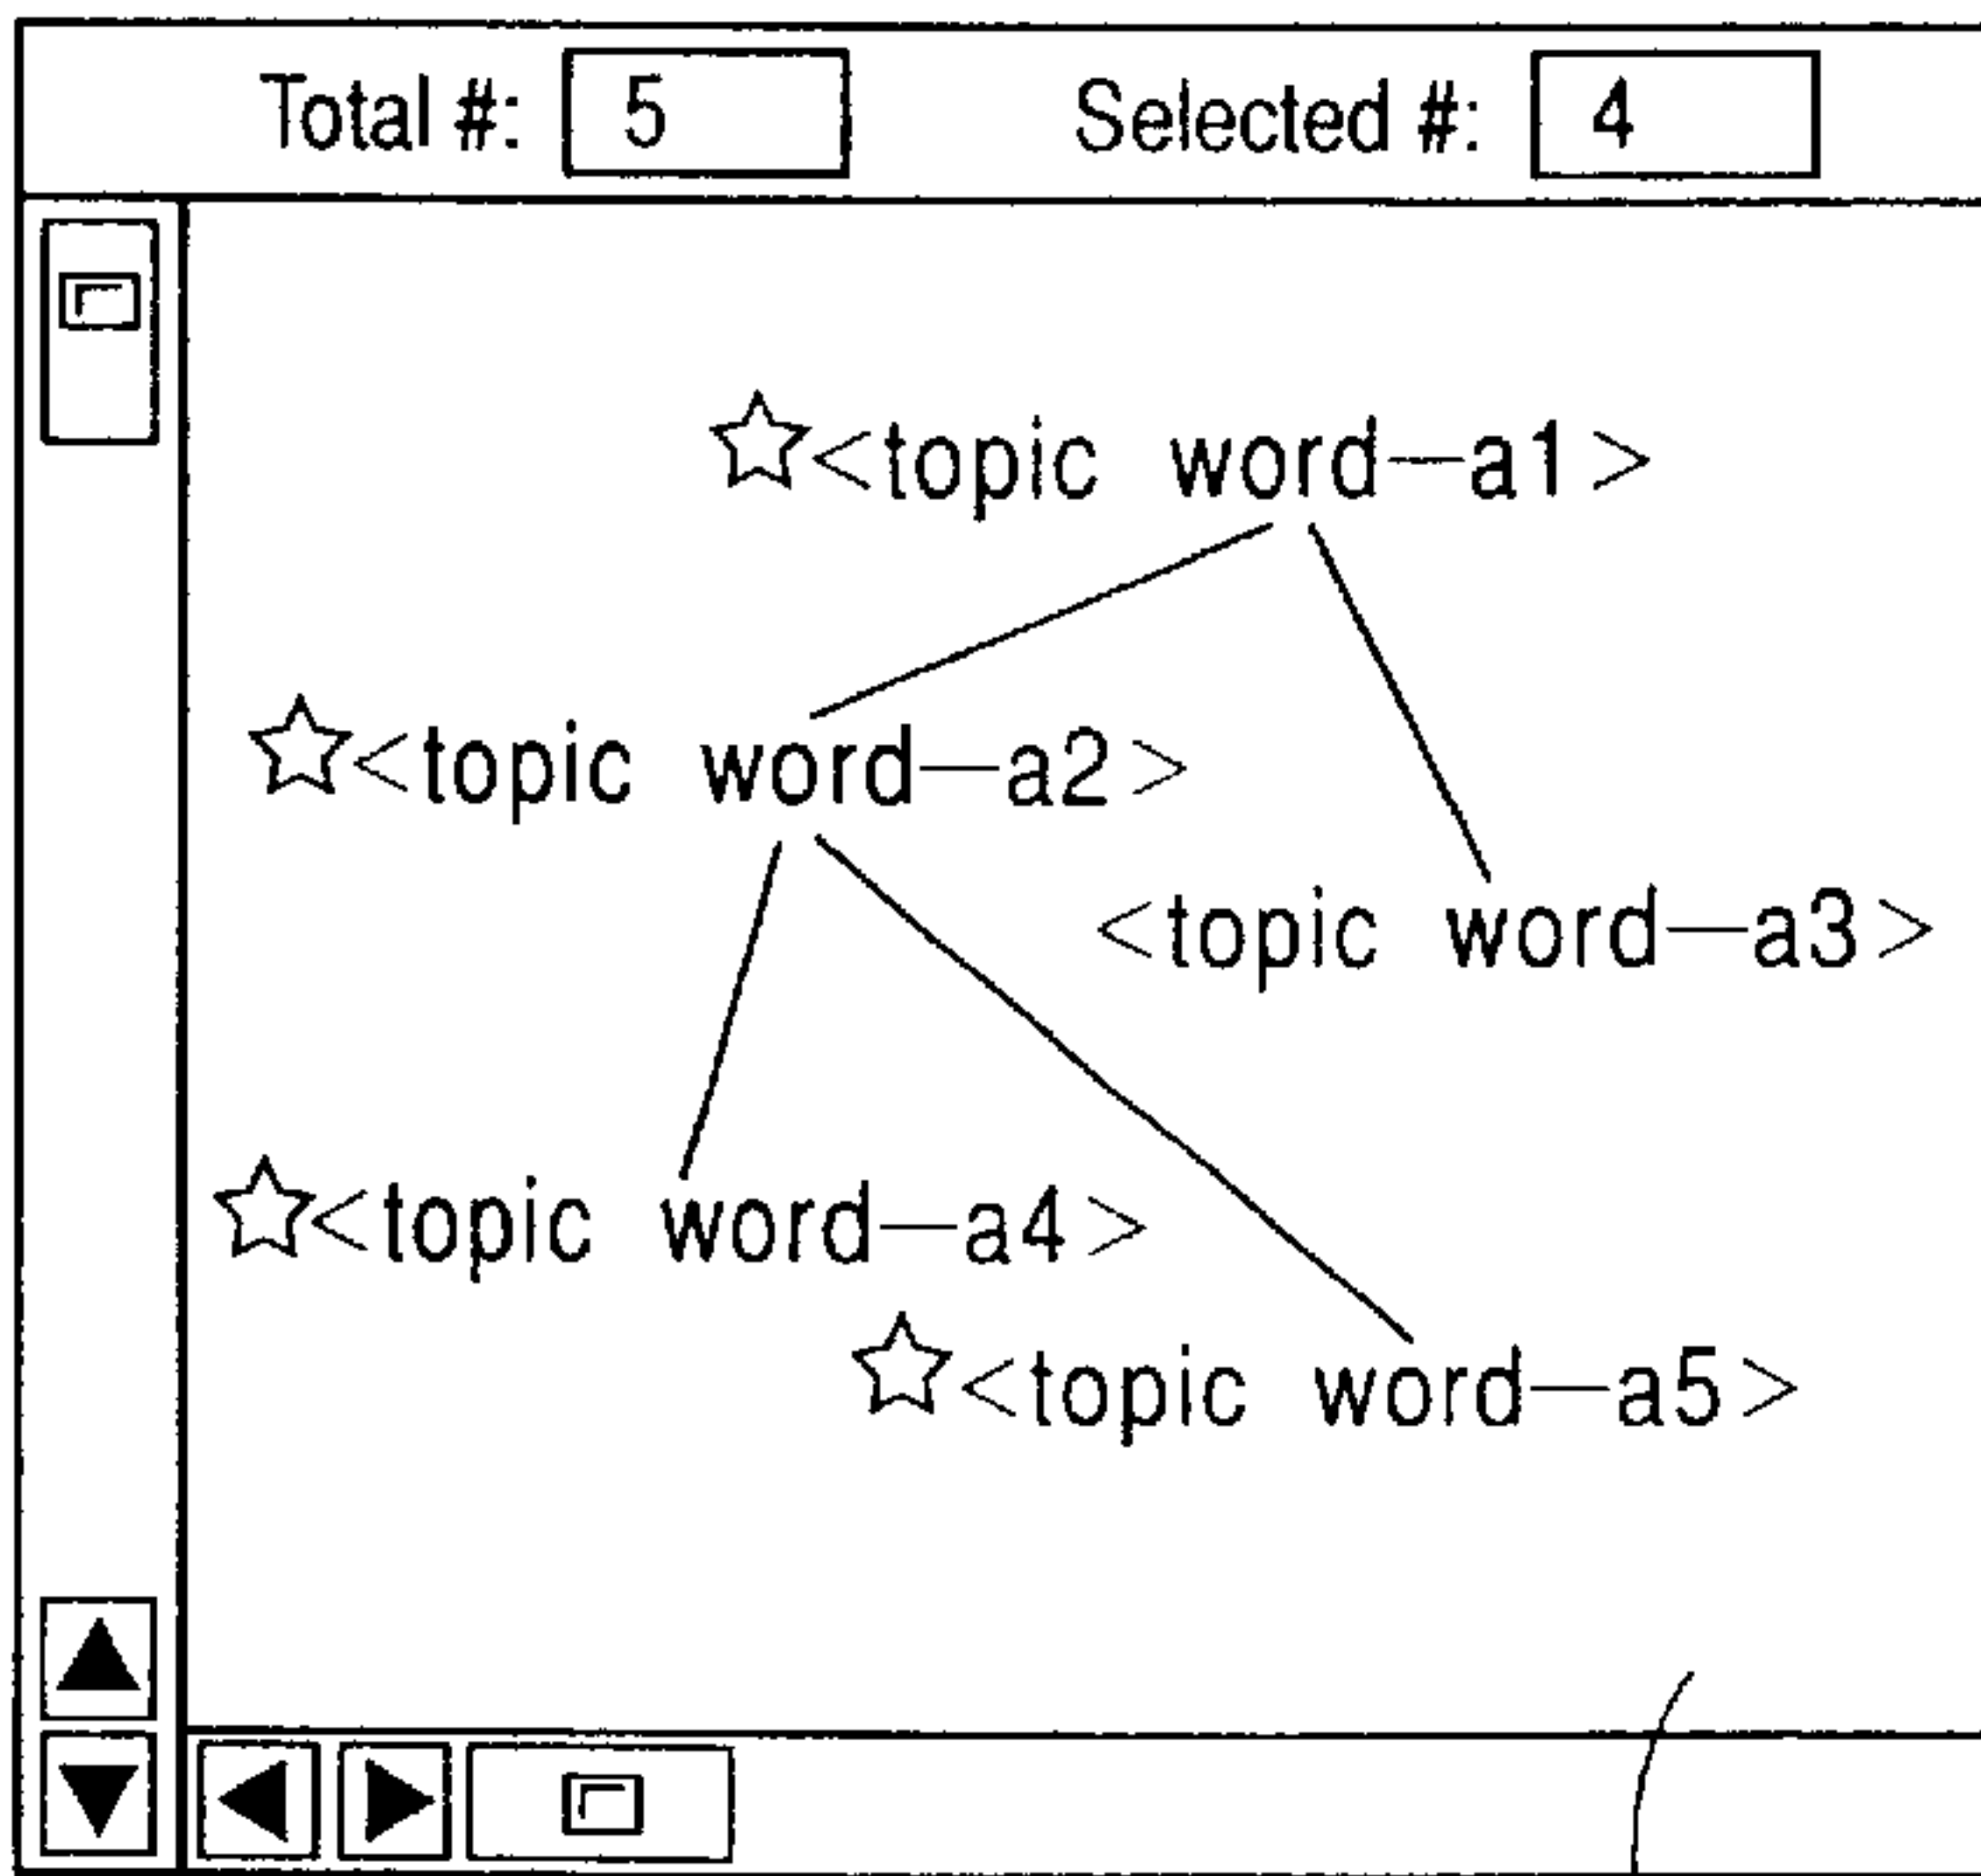 Total #: 5 Selected #: 4
☆<topic word—a1>
☆<topic word—a2>
<topic word—a3>
☆<topic word—a4>
☆<topic word—a5>